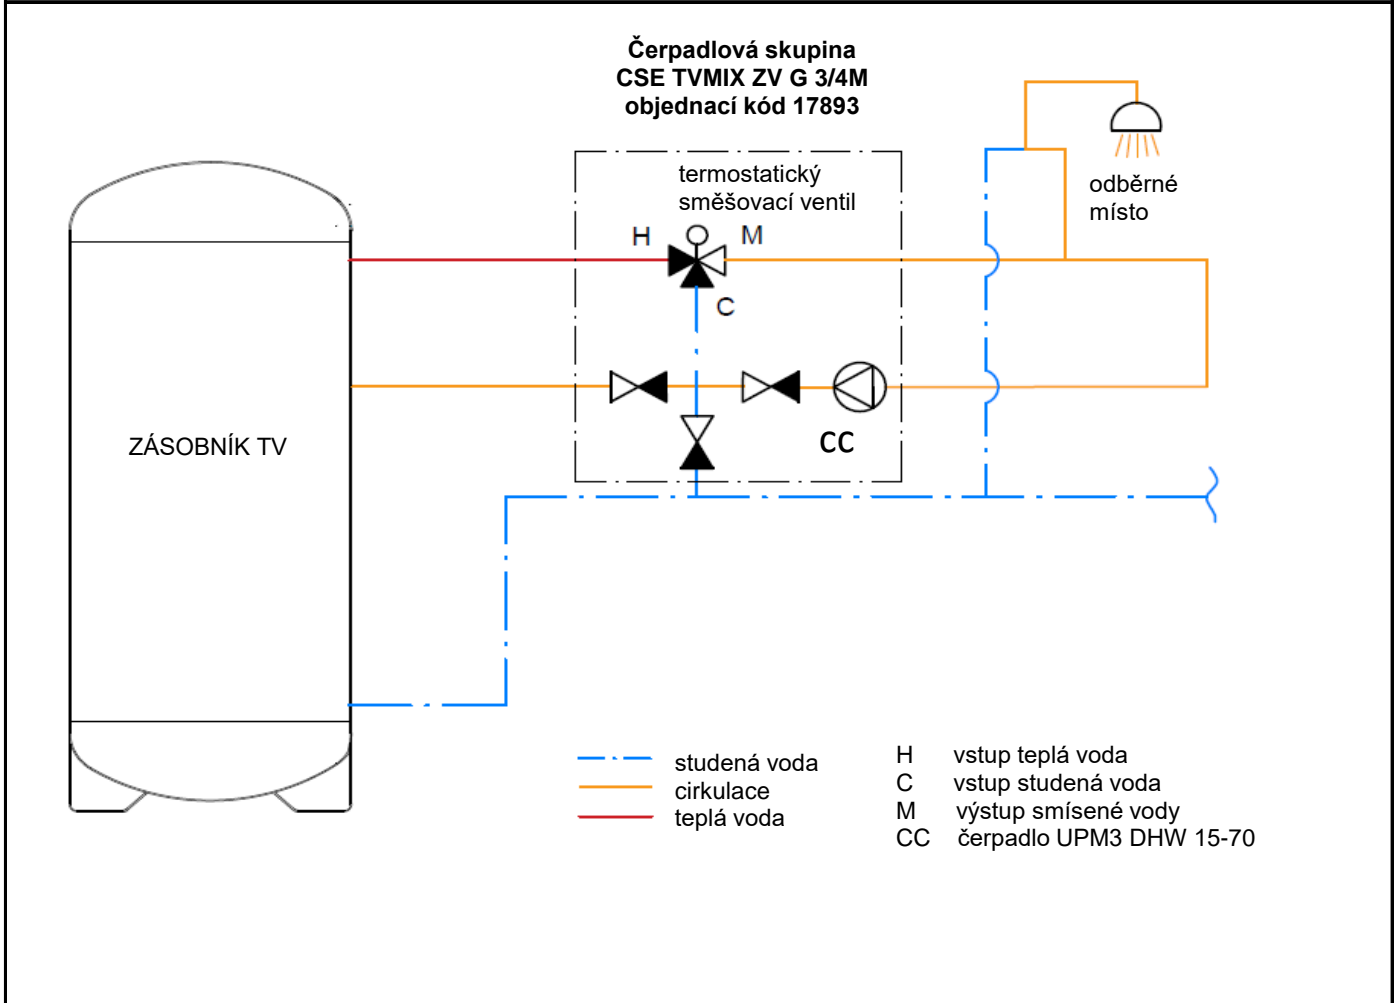 Čerpadlová skupina
CSE TVMIX ZV G 3/4M
objednací kód 17893
termostatický
směšovací ventil
H
M
C
odběrné
místo
ZÁSOBNÍK TV
CC
studená voda
cirkulace
teplá voda
H vstup teplá voda
C vstup studená voda
M výstup smísené vody
CC čerpadlo UPM3 DHW 15-70